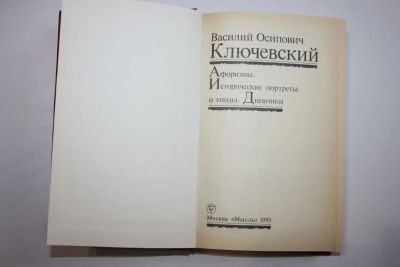 Василий Осипович
Ключевский
Афоризмы.
Исторические портреты
и этюды. Дневники
Москва «Мысль» 1993